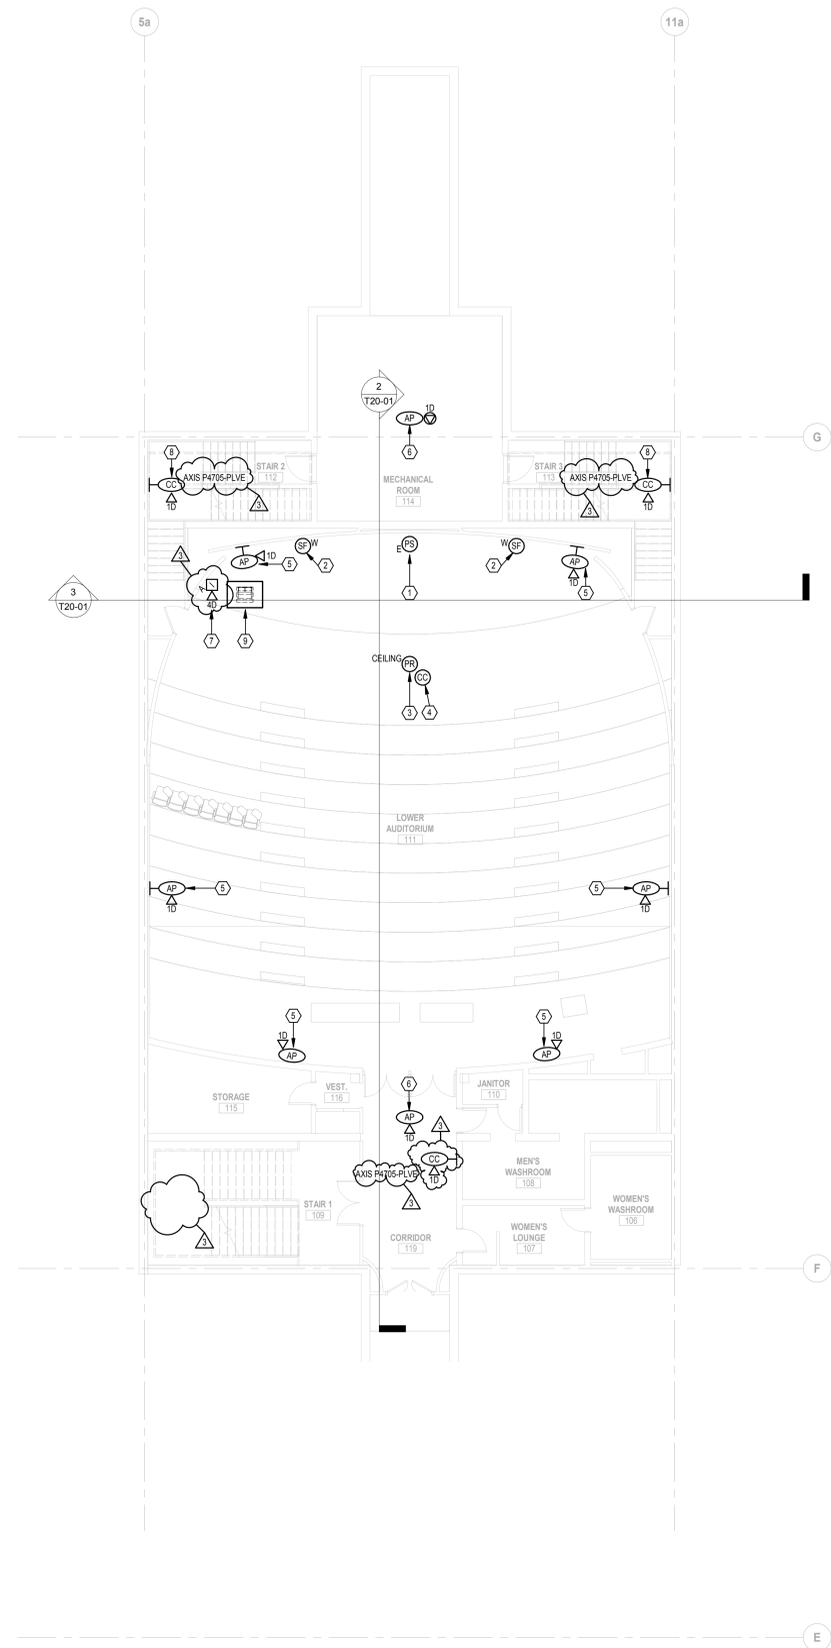 5a
11a
2
T20-01
AP
1D
6
G
8
CC
1D
AXIS P4705-PLVE
3
STAIR 2
112
MECHANICAL
ROOM
114
STAIR 3
113
AXIS P4705-PLVE
3
8
CC
1D
3
AP
1D
5
SF
W
2
E
PS
1
W
SF
2
AP
1D
5
3
T20-01
A
4D
7
9
CEILING
PR
CC
3
4
LOWER
AUDITORIUM
111
AP
1D
5
5
AP
1D
5
1D
AP
5
1D
AP
STORAGE
115
VEST.
116
6
AP
1D
JANITOR
110
3
CC
1D
AXIS P4705-PLVE
3
MEN'S
WASHROOM
108
WOMEN'S
WASHROOM
106
3
STAIR 1
109
CORRIDOR
119
WOMEN'S
LOUNGE
107
F
E